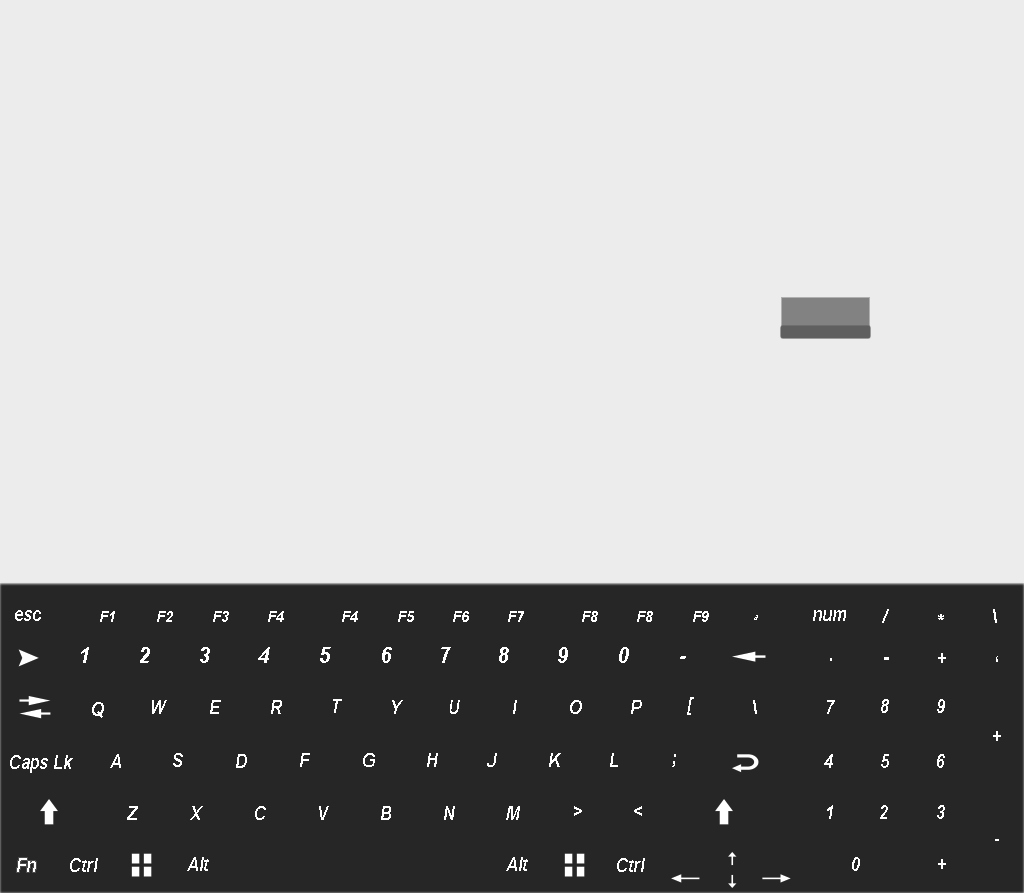 esc F1 F2 F3 F4 F4 F5 F6 F7 F8 F8 F9 num / * \
1 2 3 4 5 6 7 8 9 0 - . - +
Q W E R T Y U I O P [ \ 7 8 9
+
Caps Lk A S D F G H J K L ; 4 5 6
Z X C V B N M > < 1 2 3
-
Fn Ctrl Alt Alt Ctrl 0 +